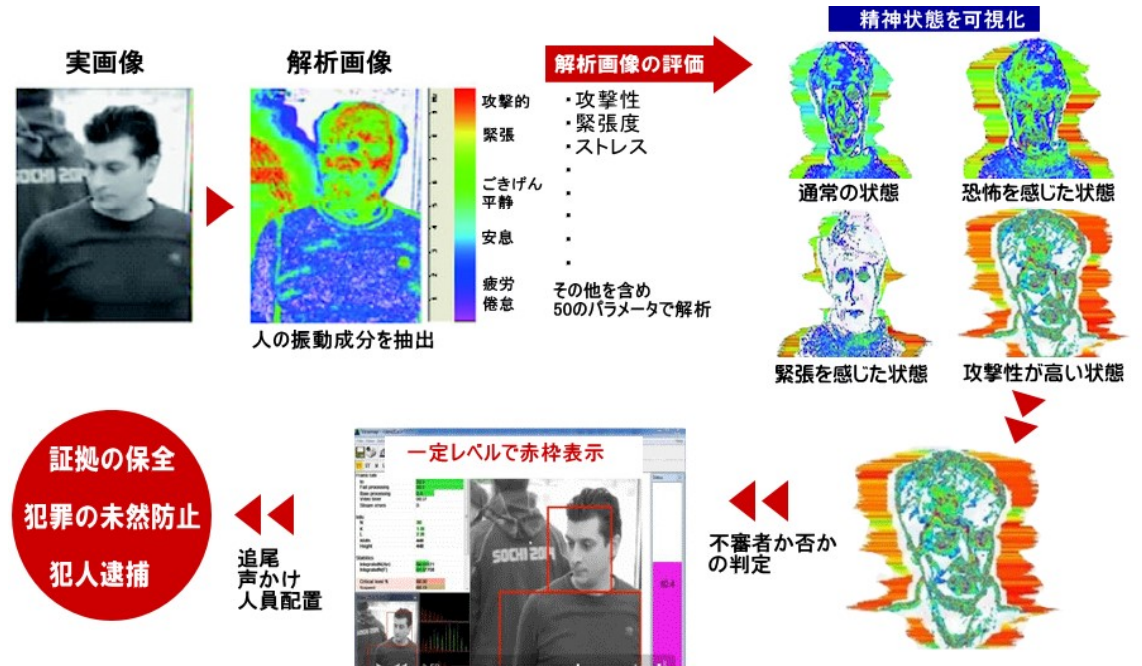 精神状態を可視化
実画像
解析画像
解析画像の評価
攻撃的
緊張
ごきげん
平静
安息
疲労
倦怠
・攻撃性
・緊張度
・ストレス
・
・
・
・
・
その他を含め
50のパラメータで解析
人の振動成分を抽出
SOCHI 201
通常の状態
恐怖を感じた状態
緊張を感じた状態
攻撃性が高い状態
不審者か否か
の判定
一定レベルで赤枠表示
SOCHI 2014
追尾
声かけ
人員配置
証拠の保全
犯罪の未然防止
犯人逮捕